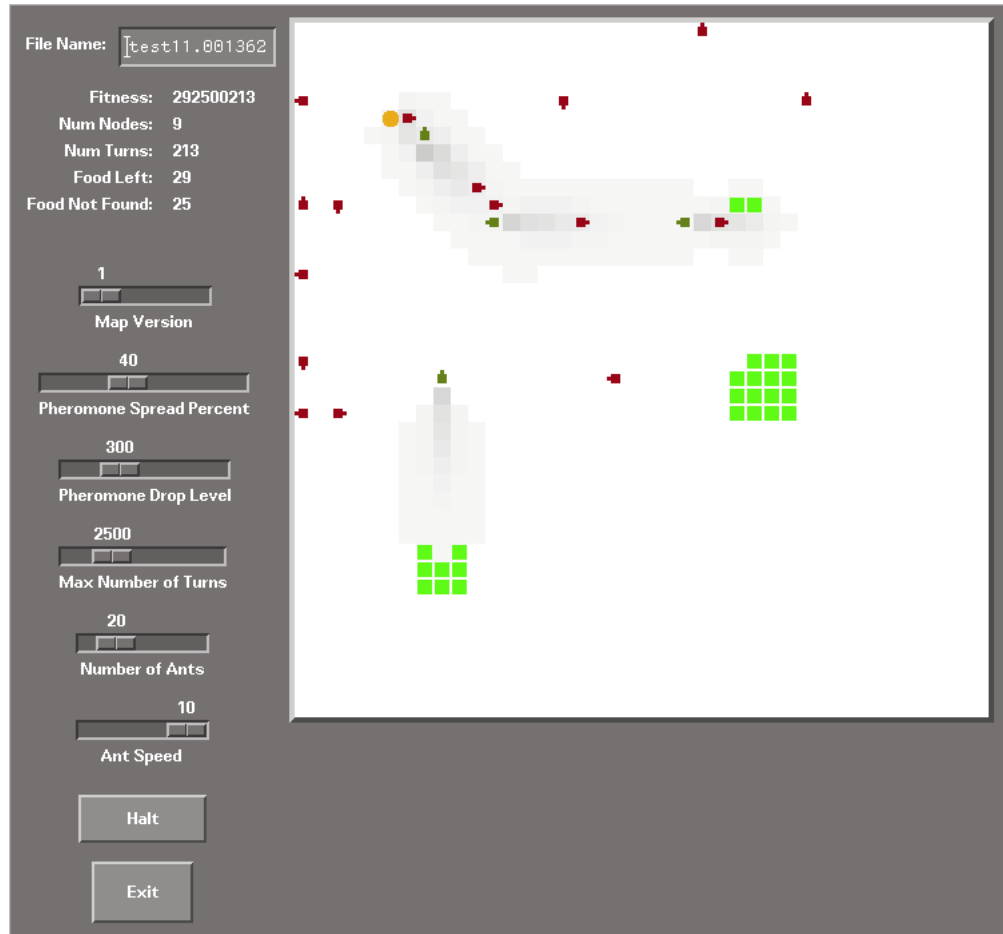 File Name: test11.001362
Fitness: 292500213
Num Nodes: 9
Num Turns: 213
Food Left: 29
Food Not Found: 25
1
Map Version
40
Pheromone Spread Percent
300
Pheromone Drop Level
2500
Max Number of Turns
20
Number of Ants
10
Ant Speed
Halt
Exit